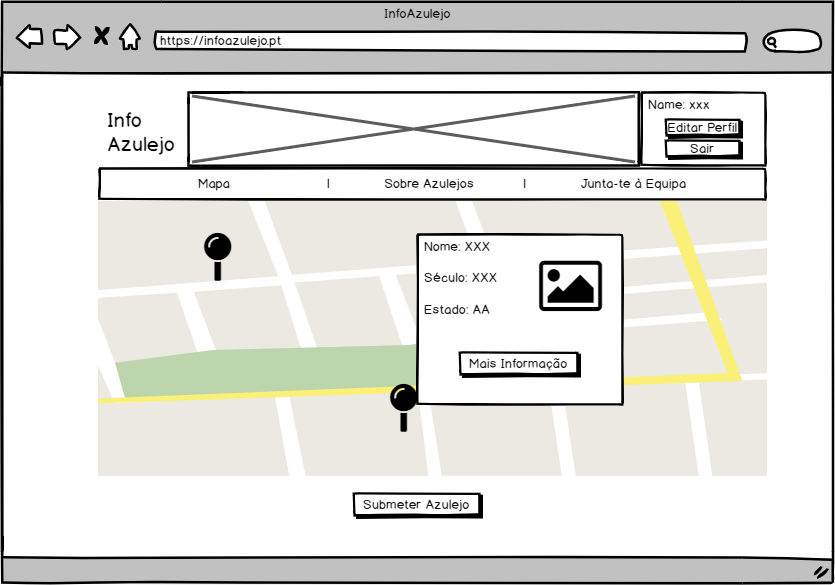 InfoAzulejo
https://infoazulejo.pt
Info
Azulejo
Name: xxx
Editar Perfil
Sair
Mapa | Sobre Azulejos | Junta-te à Equipa
Nome: XXX
Século: XXX
Estado: AA
Mais Informação
Submeter Azulejo